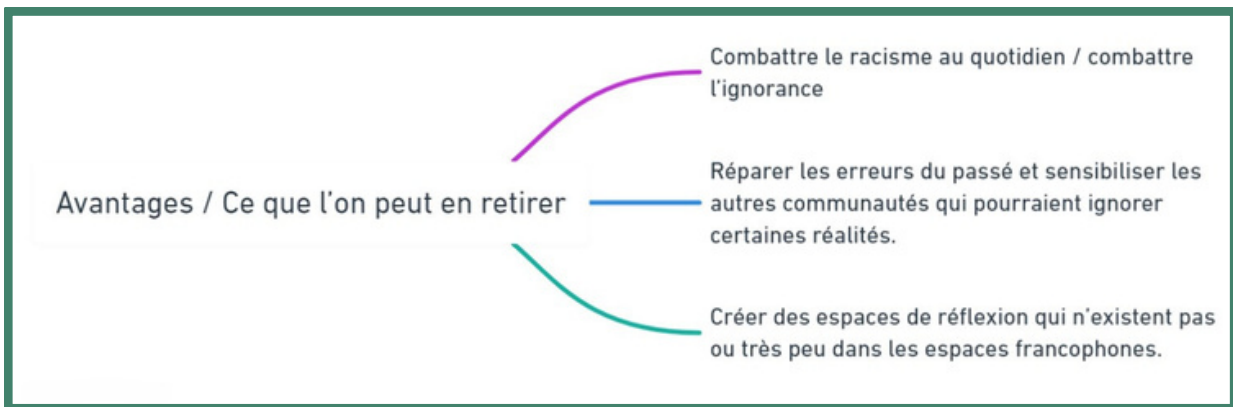 Combattre le racisme au quotidien / combattre
l'ignorance
Avantages / Ce que l'on peut en retirer
Réparer les erreurs du passé et sensibiliser les
autres communautés qui pourraient ignorer
certaines réalités.
Créer des espaces de réflexion qui n'existent pas
ou très peu dans les espaces francophones.